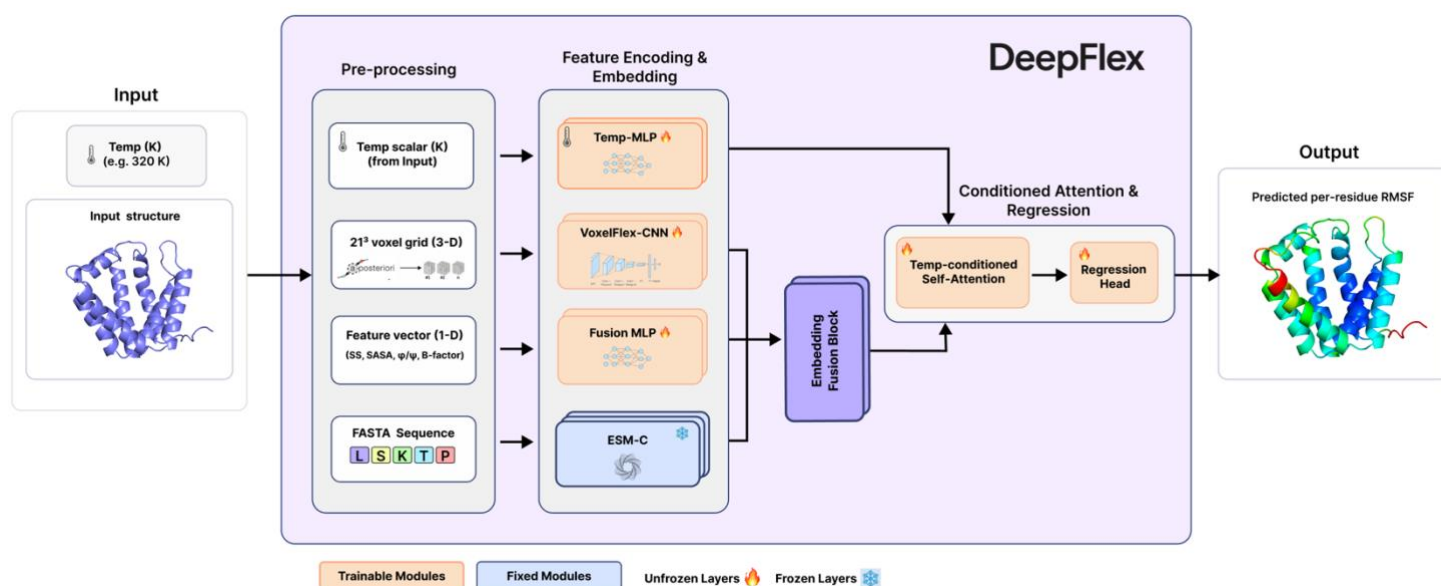 DeepFlex
Input
Temp (K)
(e.g. 320 K)
Input structure
Pre-processing
Temp scalar (K)
(from Input)
21³ voxel grid (3-D)
aposteriori
Feature vector (1-D)
(SS, SASA, φ/ψ, B-factor)
FASTA Sequence
L S K T P
Feature Encoding &
Embedding
Temp-MLP
VoxelFlex-CNN
Fusion MLP
ESM-C
Embedding
Fusion Block
Conditioned Attention &
Regression
Temp-conditioned
Self-Attention
Regression
Head
Output
Predicted per-residue RMSF
Trainable Modules
Fixed Modules
Unfrozen Layers
Frozen Layers